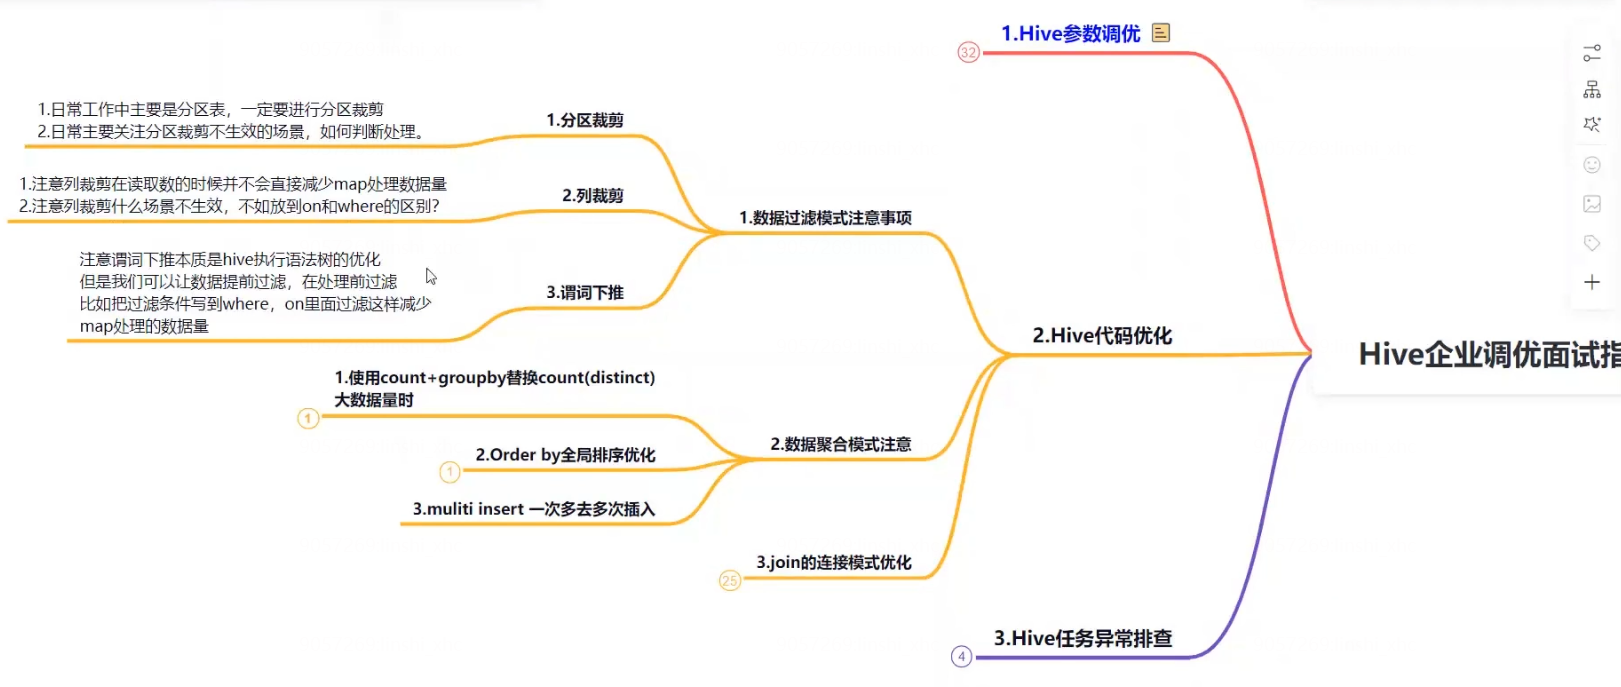 1.Hive参数调优
32
1.日常工作中主要是分区表，一定要进行分区裁剪
2.日常主要关注分区裁剪不生效的场景，如何判断处理。
1.分区裁剪
1.注意列裁剪在读取数的时候并不会直接减少map处理数据量
2.注意列裁剪什么场景不生效，不如放到on和where的区别?
2.列裁剪
1.数据过滤模式注意事项
注意谓词下推本质是hive执行语法树的优化
但是我们可以让数据提前过滤，在处理前过滤
比如把过滤条件写到where，on里面过滤这样减少
map处理的数据量
3.谓词下推
2.Hive代码优化
Hive企业调优面试指
1.使用count+groupby替换count(distinct)
大数据量时
1
2.数据聚合模式注意
2.Order by全局排序优化
1
3.muliti insert 一次多去多次插入
3.join的连接模式优化
25
3.Hive任务异常排查
4